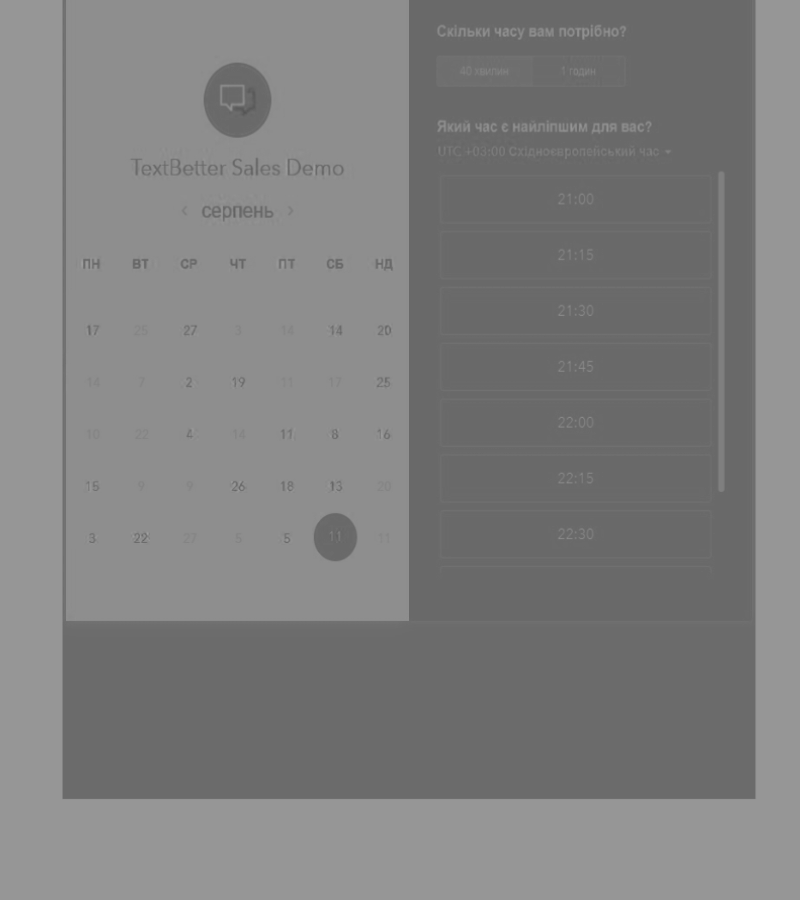 TextBetter Sales Demo
‹ серпень ›
ПН ВТ СР ЧТ ПТ СБ НД
17 25 27 3 14 14 20
14 7 2 19 11 17 25
10 22 4 14 11 8 16
15 9 9 26 18 13 20
3 22 27 5 5 11 11
Скільки часу вам потрібно?
40 хвилин 1 годин
Який час є найліпшим для вас?
UTC +03:00 Східноєвропейський час
21:00
21:15
21:30
21:45
22:00
22:15
22:30